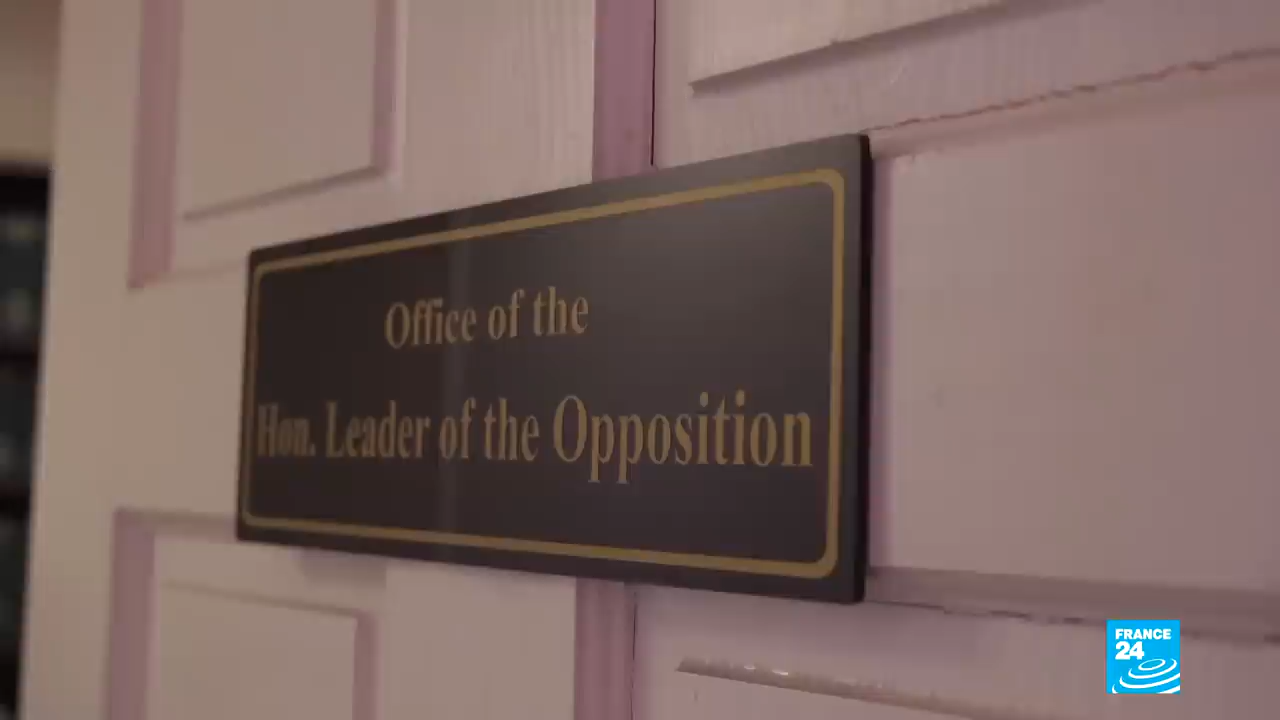 Office of the
Hon. Leader of the Opposition
FRANCE
24